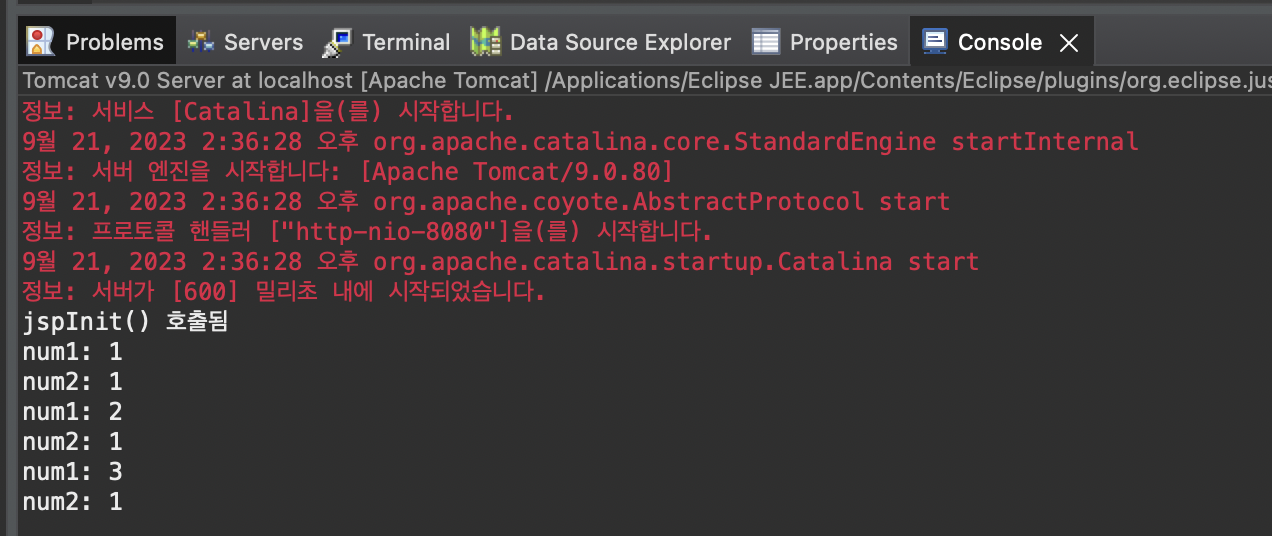 Problems Servers Terminal Data Source Explorer Properties Console
Tomcat v9.0 Server at localhost [Apache Tomcat] /Applications/Eclipse JEE.app/Contents/Eclipse/plugins/org.eclipse.jus
정보: 서비스 [Catalina]을(를) 시작합니다.
9월 21, 2023 2:36:28 오후 org.apache.catalina.core.StandardEngine startInternal
정보: 서버 엔진을 시작합니다: [Apache Tomcat/9.0.80]
9월 21, 2023 2:36:28 오후 org.apache.coyote.AbstractProtocol start
정보: 프로토콜 핸들러 ["http-nio-8080"]을(를) 시작합니다.
9월 21, 2023 2:36:28 오후 org.apache.catalina.startup.Catalina start
정보: 서버가 [600] 밀리초 내에 시작되었습니다.
jspInit() 호출됨
num1: 1
num2: 1
num1: 2
num2: 1
num1: 3
num2: 1